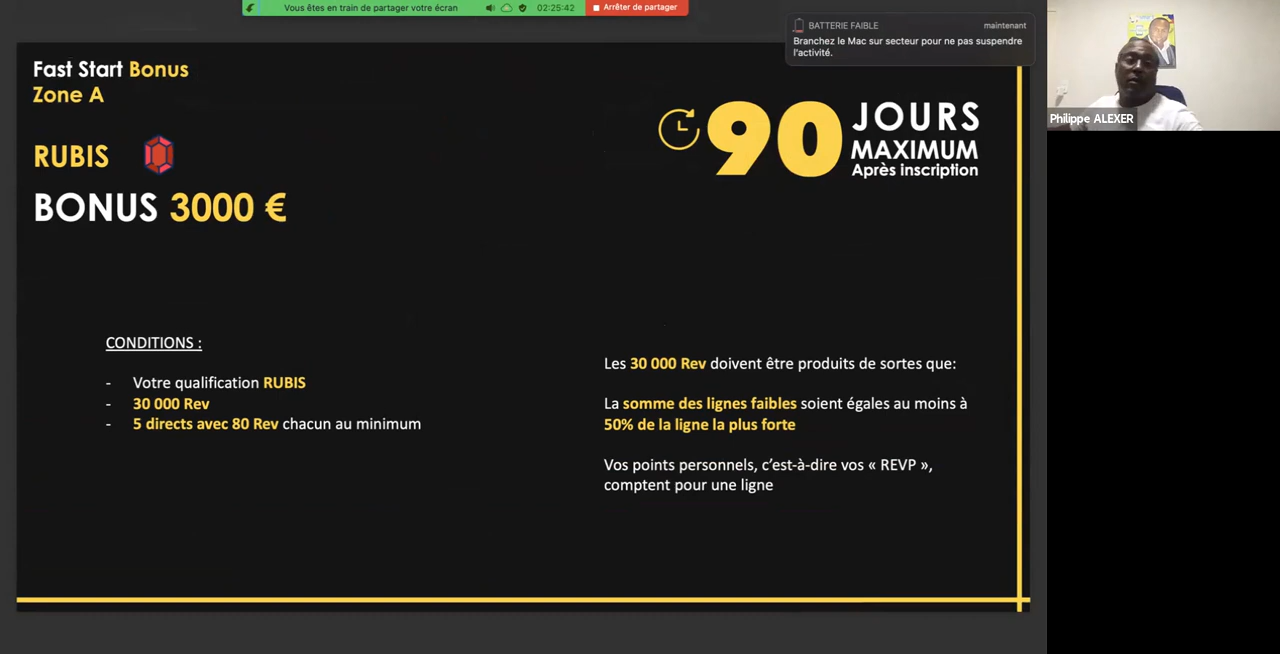 Vous êtes en train de partager votre écran
02:25:42
Arrêter de partager
BATTERIE FAIBLE
maintenant
Branchez le Mac sur secteur pour ne pas suspendre
l'activité.
Philippe ALEXER
Fast Start Bonus
Zone A
RUBIS
BONUS 3000 €
90 JOURS
MAXIMUM
Après inscription
CONDITIONS :
- Votre qualification RUBIS
- 30 000 Rev
- 5 directs avec 80 Rev chacun au minimum
Les 30 000 Rev doivent être produits de sortes que:
La somme des lignes faibles soient égales au moins à
50% de la ligne la plus forte
Vos points personnels, c’est-à-dire vos « REVP »,
comptent pour une ligne